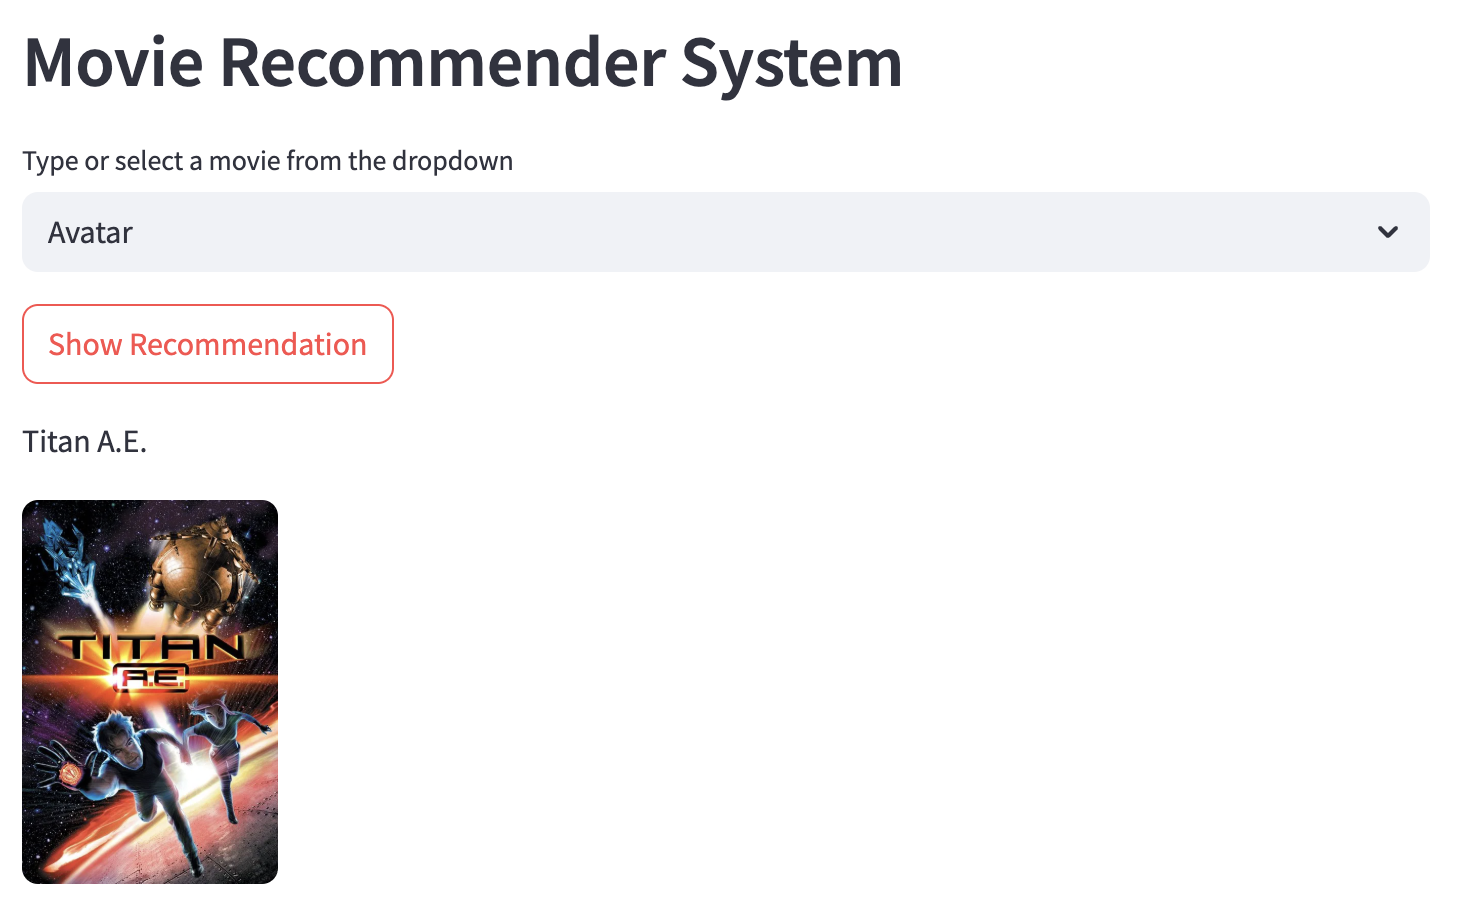 Movie Recommender System
Type or select a movie from the dropdown
Avatar
Show Recommendation
Titan A.E.
TITAN
A.E.